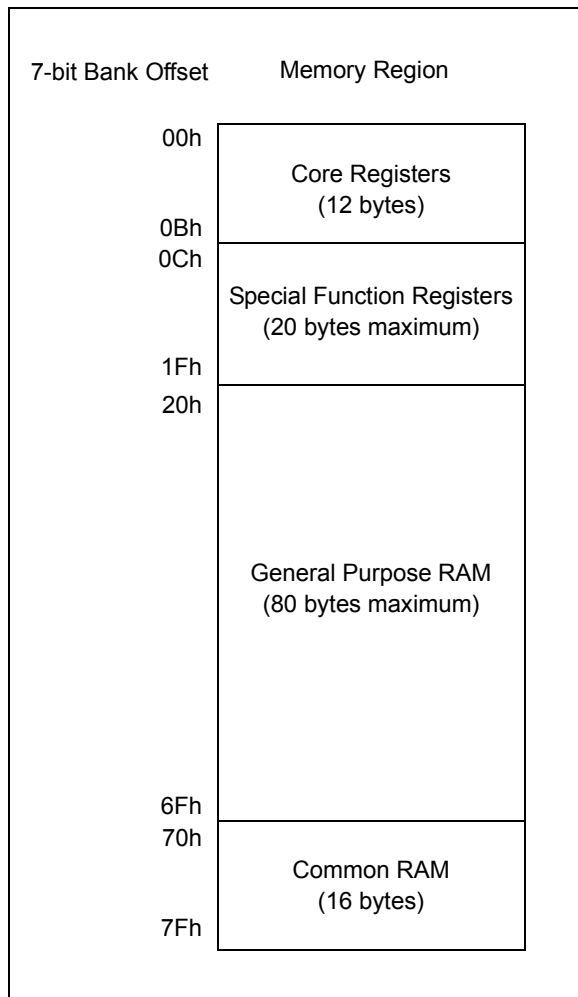 7-bit Bank Offset Memory Region
00h
Core Registers
(12 bytes)
0Bh
0Ch
Special Function Registers
(20 bytes maximum)
1Fh
20h
General Purpose RAM
(80 bytes maximum)
6Fh
70h
Common RAM
(16 bytes)
7Fh